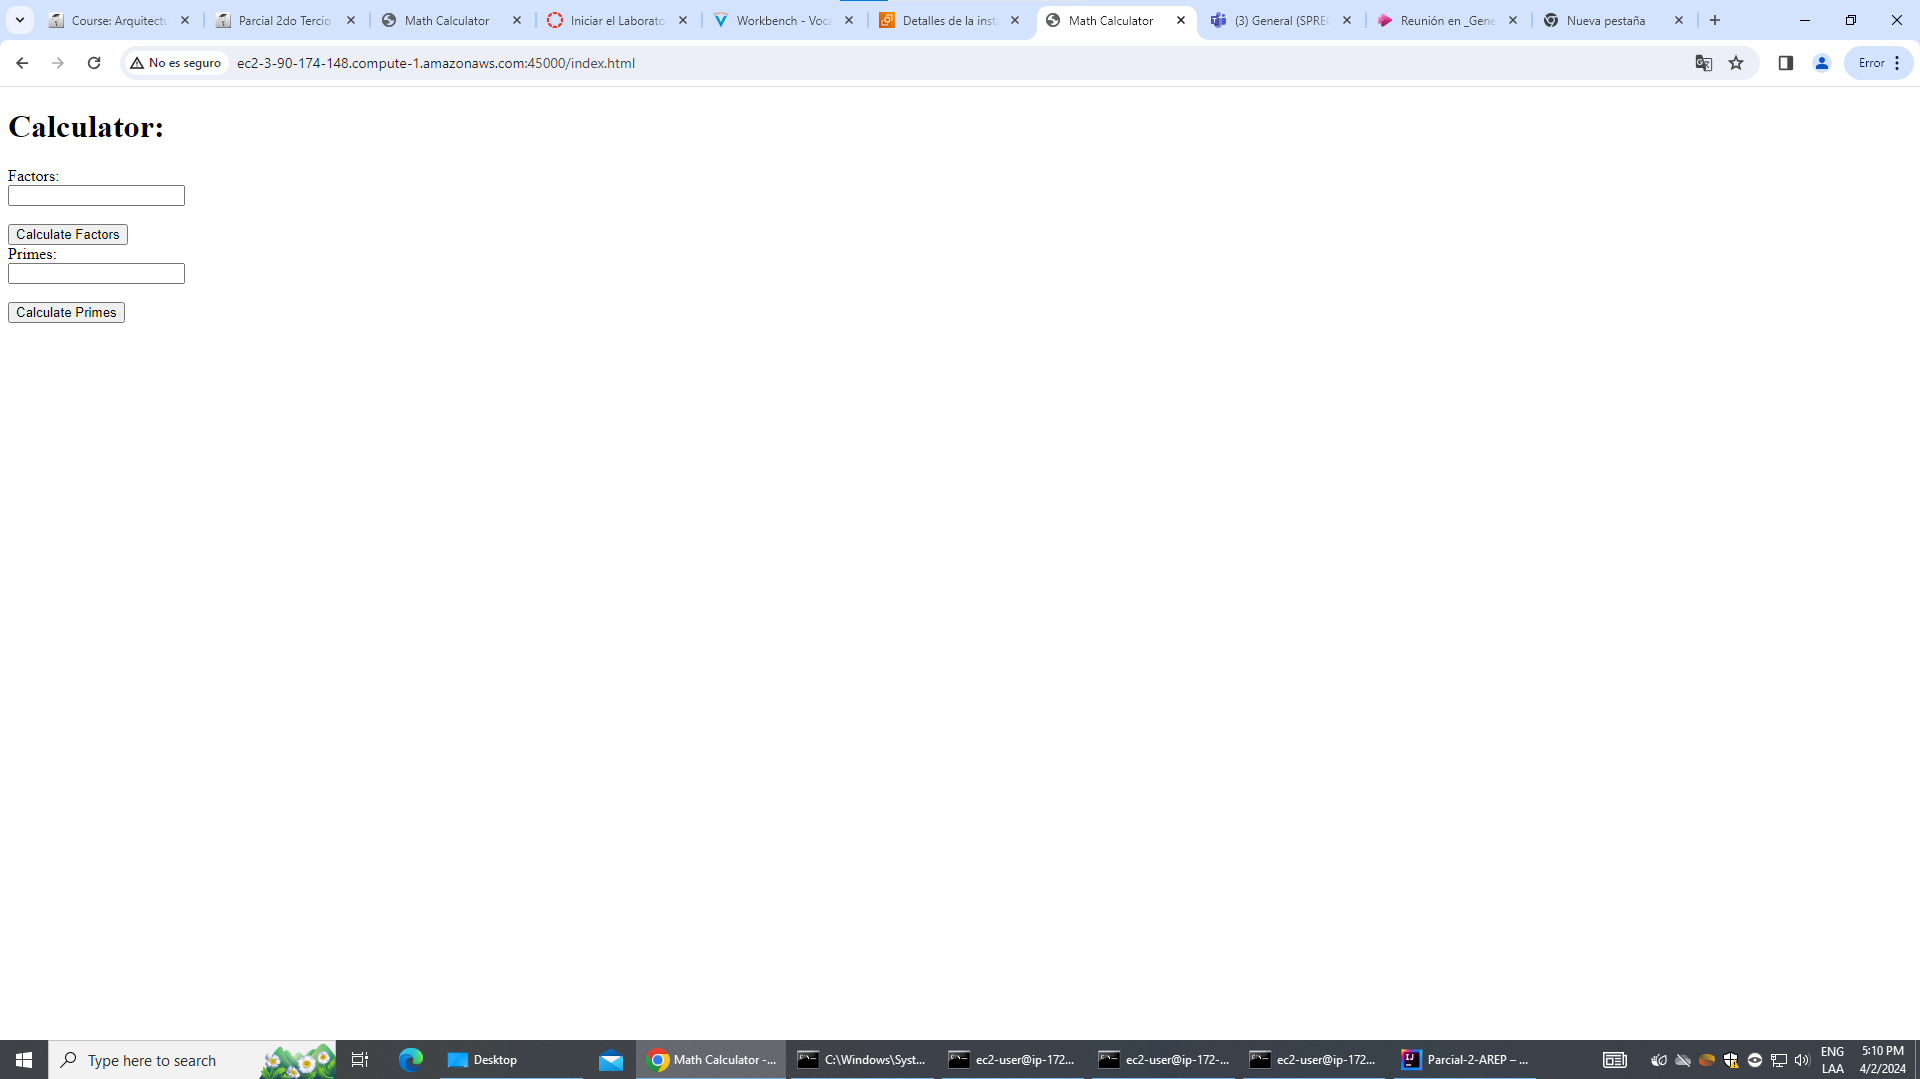 Course: Arquitectu
Parcial 2do Tercio
Math Calculator
Iniciar el Laborato
Workbench - Voca
Detalles de la inst
Math Calculator
(3) General (SPREC
Reunión en _Gene
Nueva pestaña
No es seguro
ec2-3-90-174-148.compute-1.amazonaws.com:45000/index.html
Error
Calculator:
Factors:
Calculate Factors
Primes:
Calculate Primes
Type here to search
Desktop
Math Calculator -...
C:\Windows\Syst...
ec2-user@ip-172...
ec2-user@ip-172-...
ec2-user@ip-172...
Parcial-2-AREP – ...
ENG
LAA
5:10 PM
4/2/2024